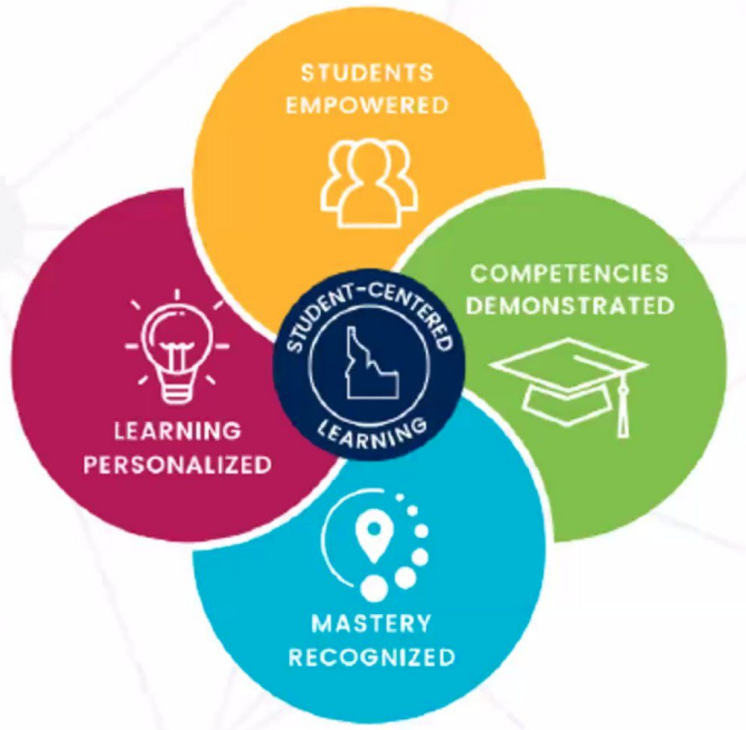 STUDENTS
EMPOWERED
COMPETENCIES
DEMONSTRATED
STUDENT-CENTERED
LEARNING
LEARNING
PERSONALIZED
MASTERY
RECOGNIZED